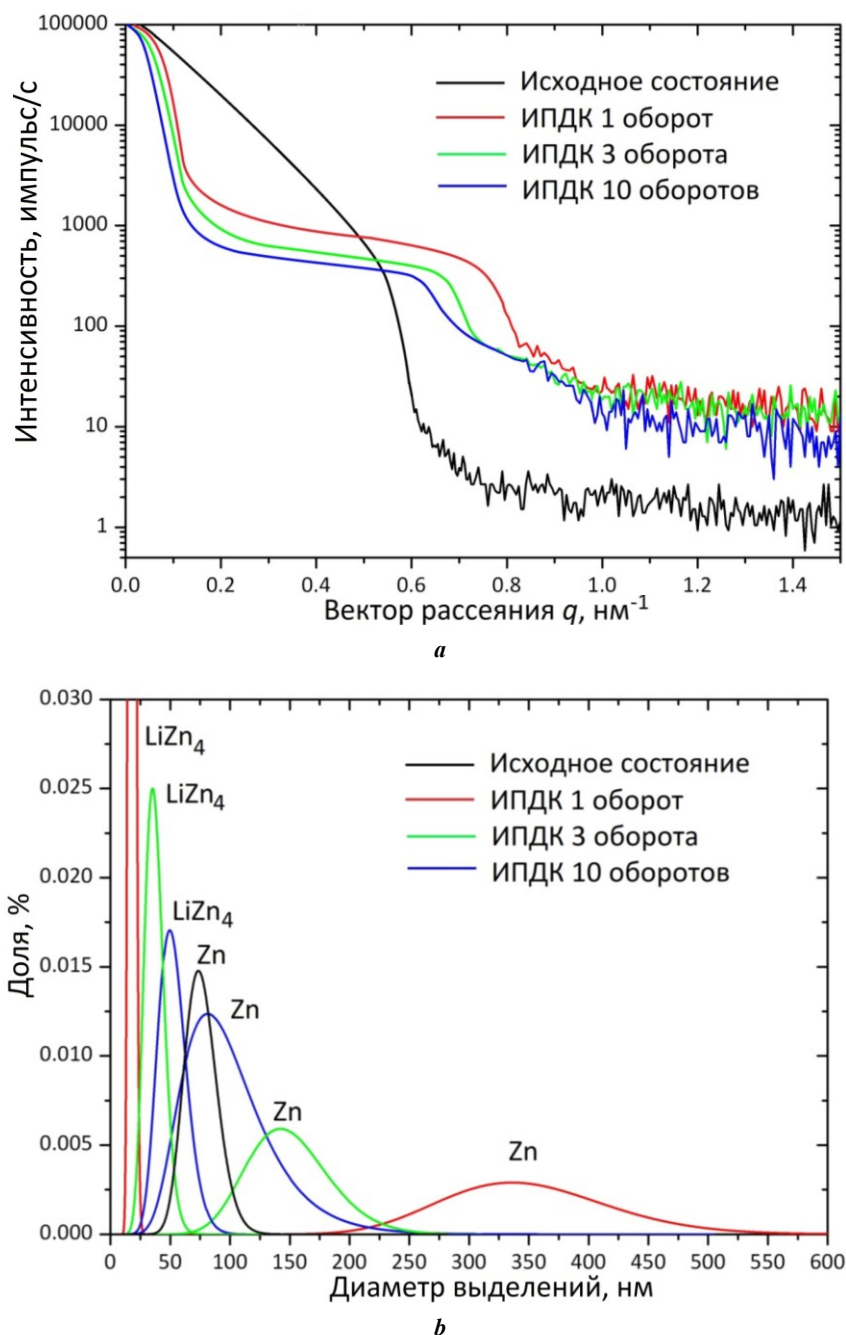 100000
10000
1000
100
10
1
Интенсивность, импульс/с
Исходное состояние
ИПДК 1 оборот
ИПДК 3 оборота
ИПДК 10 оборотов
0.0 0.2 0.4 0.6 0.8 1.0 1.2 1.4
Вектор рассеяния q, нм-1
a
0.030
0.025
0.020
0.015
0.010
0.005
0.000
Доля, %
LiZn4
LiZn4
LiZn4
Zn
Zn
Zn
Zn
Исходное состояние
ИПДК 1 оборот
ИПДК 3 оборота
ИПДК 10 оборотов
0 25 50 100 150 200 250 300 350 400 450 500 550 600
Диаметр выделений, нм
b